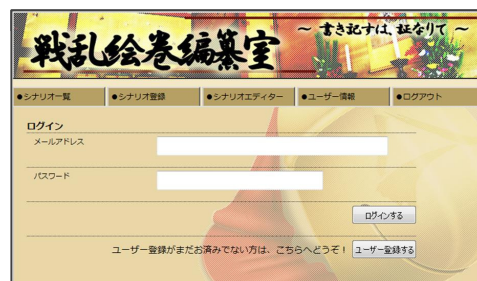 ～ 書き記すは、証なりて ～
戦乱絵巻編纂室
●シナリオ一覧 ●シナリオ登録 ●シナリオエディター ●ユーザー情報 ●ログアウト
ログイン
メールアドレス
パスワード
ログインする
ユーザー登録がまだお済みでない方は、こちらへどうぞ！ ユーザー登録する